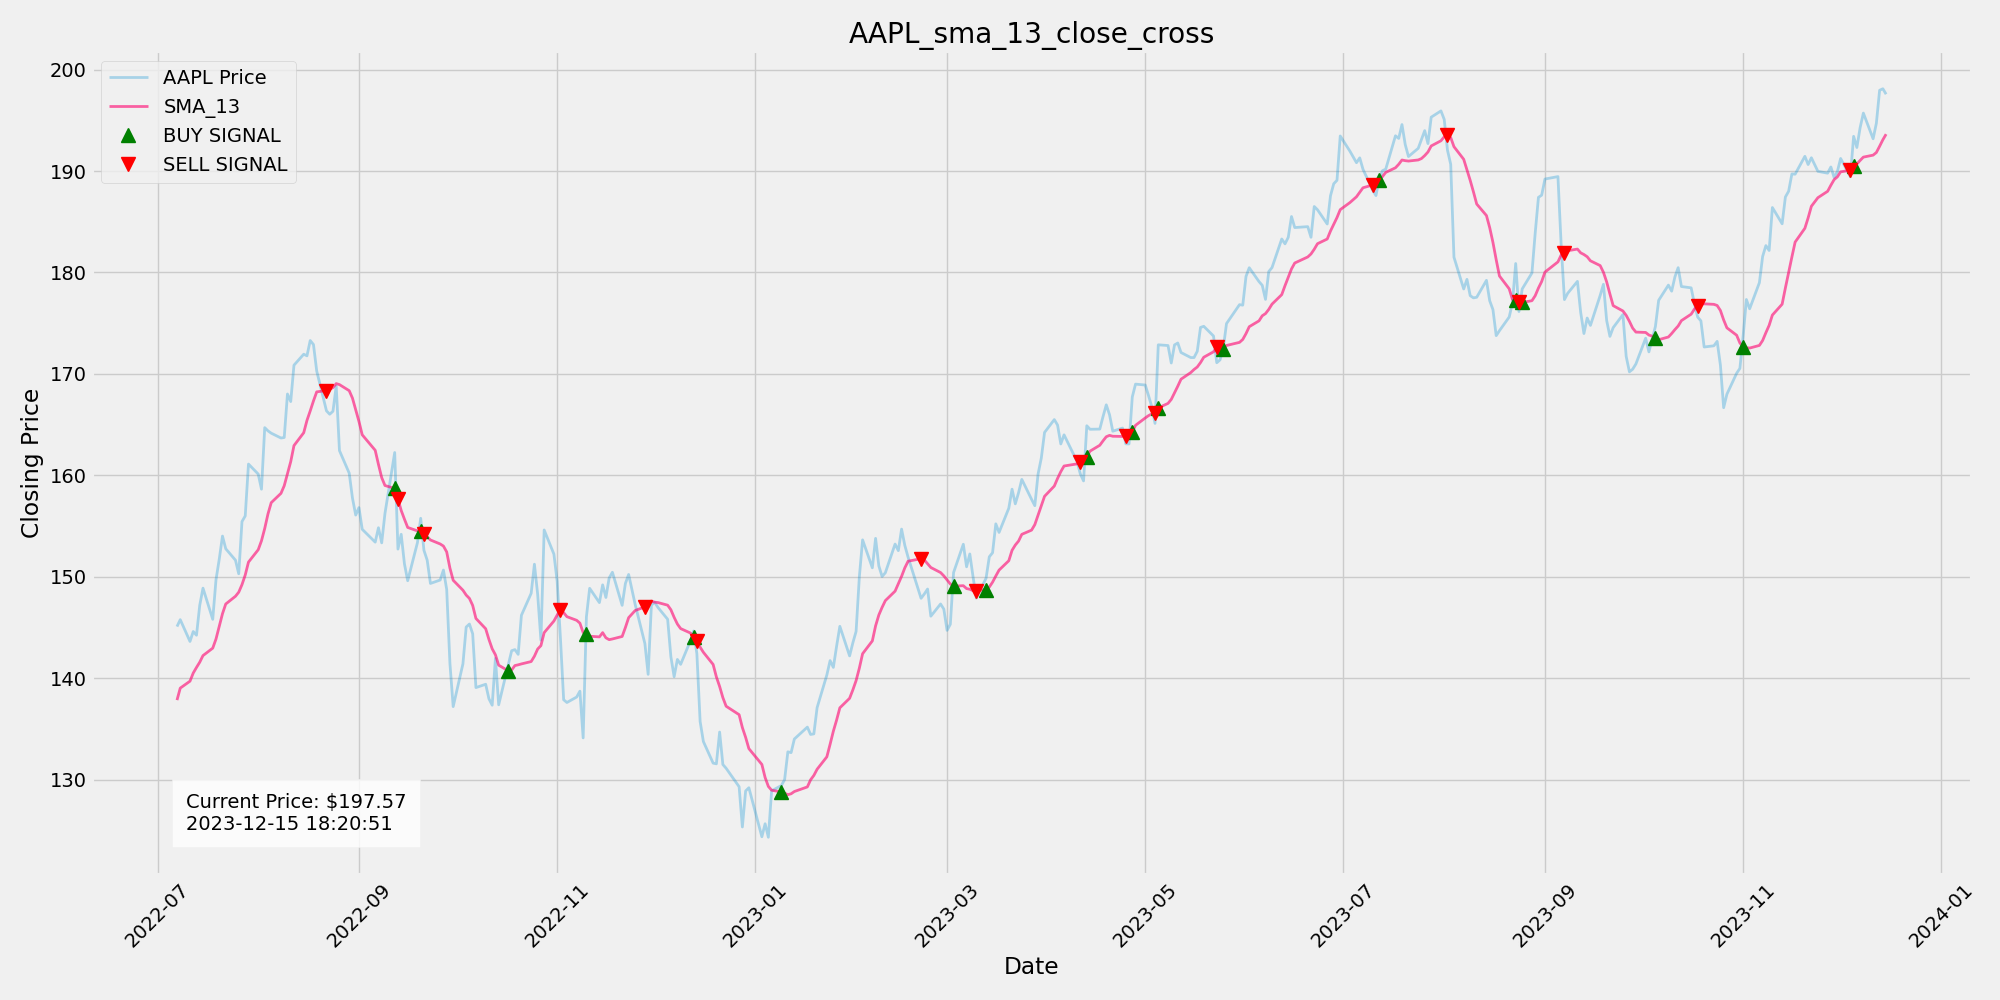 AAPL_sma_13_close_cross
AAPL Price
SMA_13
BUY SIGNAL
SELL SIGNAL
Closing Price
200
190
180
170
160
150
140
130
Current Price: $197.57
2023-12-15 18:20:51
2022-07
2022-09
2022-11
2023-01
2023-03
2023-05
2023-07
2023-09
2023-11
2024-01
Date